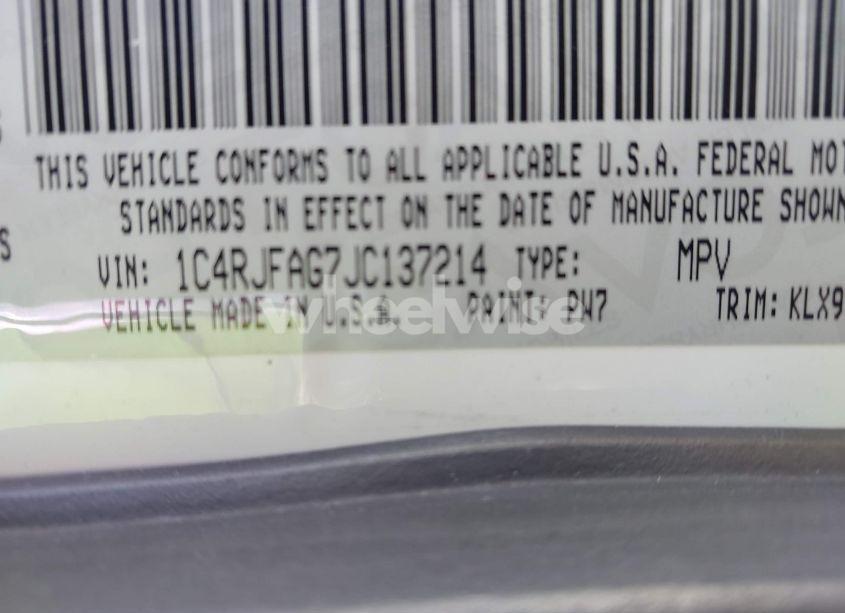 THIS VEHICLE CONFORMS TO ALL APPLICABLE U.S.A. FEDERAL MOT
STANDARDS IN EFFECT ON THE DATE OF MANUFACTURE SHOWN
S
VIN: 1C4RJFAG7JC137214 TYPE: MPV
VEHICLE MADE IN U.S.A. PAINT: PW7 TRIM: KLX9
wheelwise